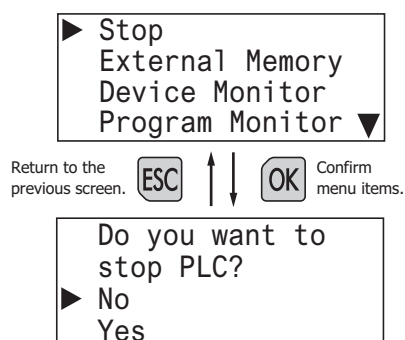 ▶ Stop
External Memory
Device Monitor
Program Monitor ▼
Return to the
previous screen.
ESC
OK
Confirm
menu items.
Do you want to
stop PLC?
▶ No
Yes